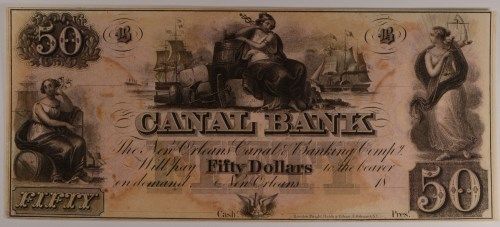 50
CANAL BANK
The New Orleans Canal & Banking Compy.
Will pay Fifty Dollars to the bearer
on demand, New Orleans 18
FIFTY
50
Cash. Pres.